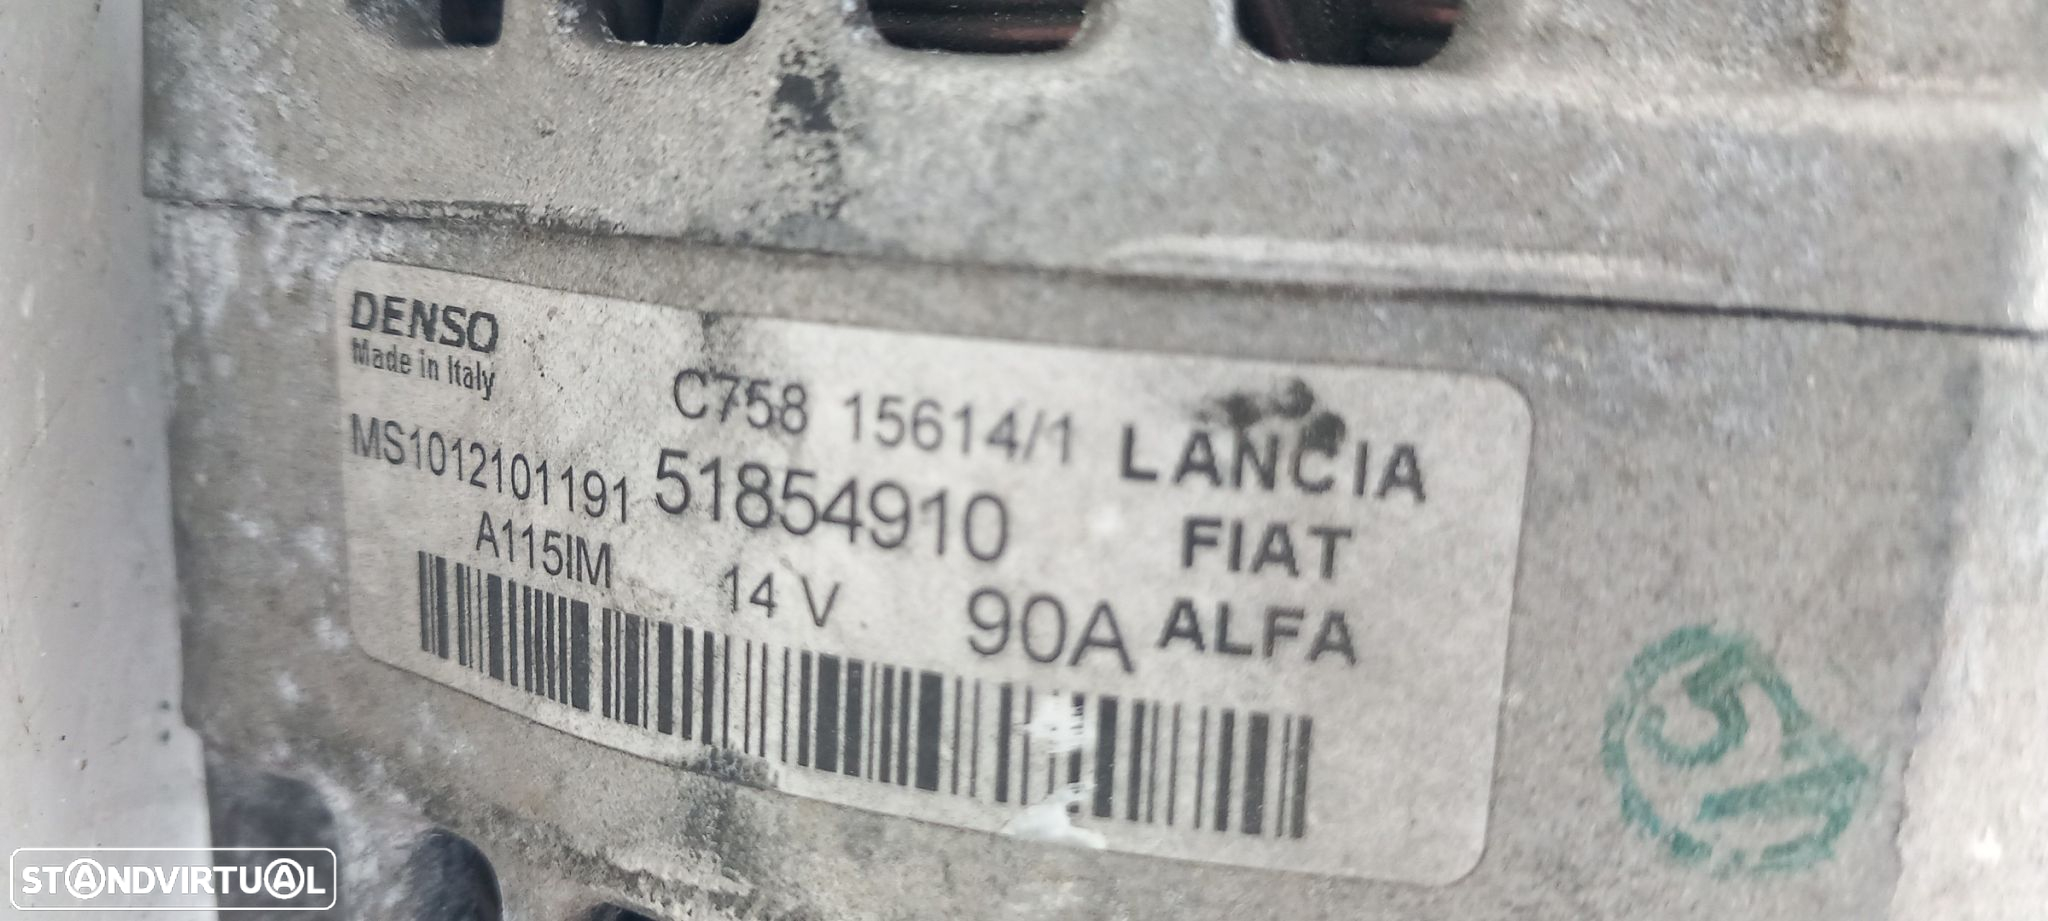 DENSO
Made in Italy
C758 15614/1
MS1012101191 51854910
A115IM 14 V 90A
LANCIA
FIAT
ALFA
STANDVIRTUAL